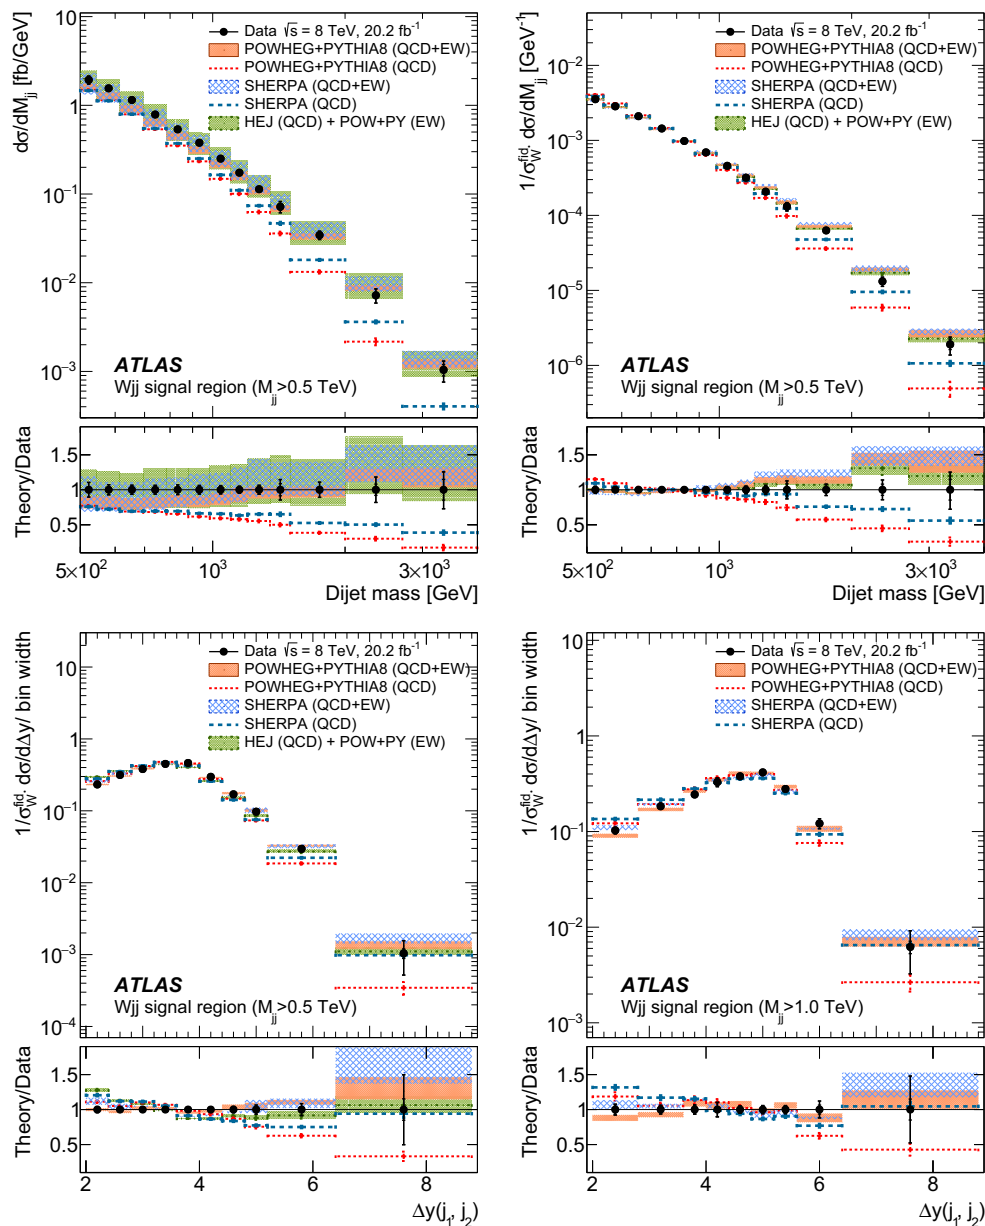 dσ/dM_jj [fb/GeV]
10
1
10⁻¹
10⁻²
10⁻³
Data √s = 8 TeV, 20.2 fb⁻¹
POWHEG+PYTHIA8 (QCD+EW)
POWHEG+PYTHIA8 (QCD)
SHERPA (QCD+EW)
SHERPA (QCD)
HEJ (QCD) + POW+PY (EW)
ATLAS
Wjj signal region (M_jj>0.5 TeV)
Theory/Data
1.5
1
0.5
5×10²
10³
2×10³
3×10³
Dijet mass [GeV]
1/σ_W^fid. dσ/dM_jj [GeV⁻¹]
10⁻²
10⁻³
10⁻⁴
10⁻⁵
10⁻⁶
Data √s = 8 TeV, 20.2 fb⁻¹
POWHEG+PYTHIA8 (QCD+EW)
POWHEG+PYTHIA8 (QCD)
SHERPA (QCD+EW)
SHERPA (QCD)
HEJ (QCD) + POW+PY (EW)
ATLAS
Wjj signal region (M_jj>0.5 TeV)
Theory/Data
1.5
1
0.5
5×10²
10³
2×10³
3×10³
Dijet mass [GeV]
1/σ_W^fid. dσ/dΔy/ bin width
10
1
10⁻¹
10⁻²
10⁻³
10⁻⁴
Data √s = 8 TeV, 20.2 fb⁻¹
POWHEG+PYTHIA8 (QCD+EW)
POWHEG+PYTHIA8 (QCD)
SHERPA (QCD+EW)
SHERPA (QCD)
HEJ (QCD) + POW+PY (EW)
ATLAS
Wjj signal region (M_jj>0.5 TeV)
Theory/Data
1.5
1
0.5
2
4
6
8
Δy(j₁, j₂)
1/σ_W^fid. dσ/dΔy/ bin width
10
1
10⁻¹
10⁻²
10⁻³
Data √s = 8 TeV, 20.2 fb⁻¹
POWHEG+PYTHIA8 (QCD+EW)
POWHEG+PYTHIA8 (QCD)
SHERPA (QCD+EW)
SHERPA (QCD)
ATLAS
Wjj signal region (M_jj>1.0 TeV)
Theory/Data
1.5
1
0.5
2
4
6
8
Δy(j₁, j₂)